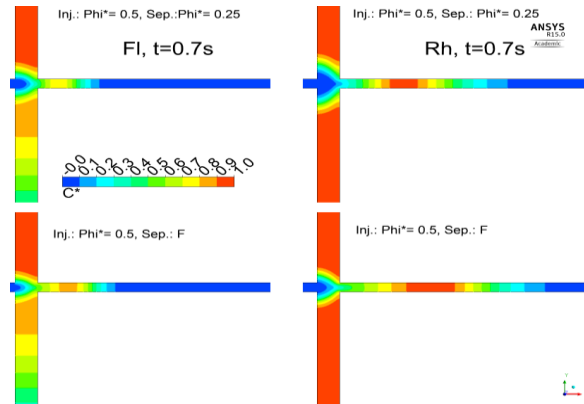 Inj.: Phi*= 0.5, Sep.:Phi*= 0.25
Inj.: Phi*= 0.5, Sep.: Phi*= 0.25
ANSYS
R15.0
Academic
Fl, t=0.7s
Rh, t=0.7s
-0.0 0.1 0.2 0.3 0.4 0.5 0.6 0.7 0.8 0.9 1.0
C*
Inj.: Phi*= 0.5, Sep.: F
Inj.: Phi*= 0.5, Sep.: F
Y